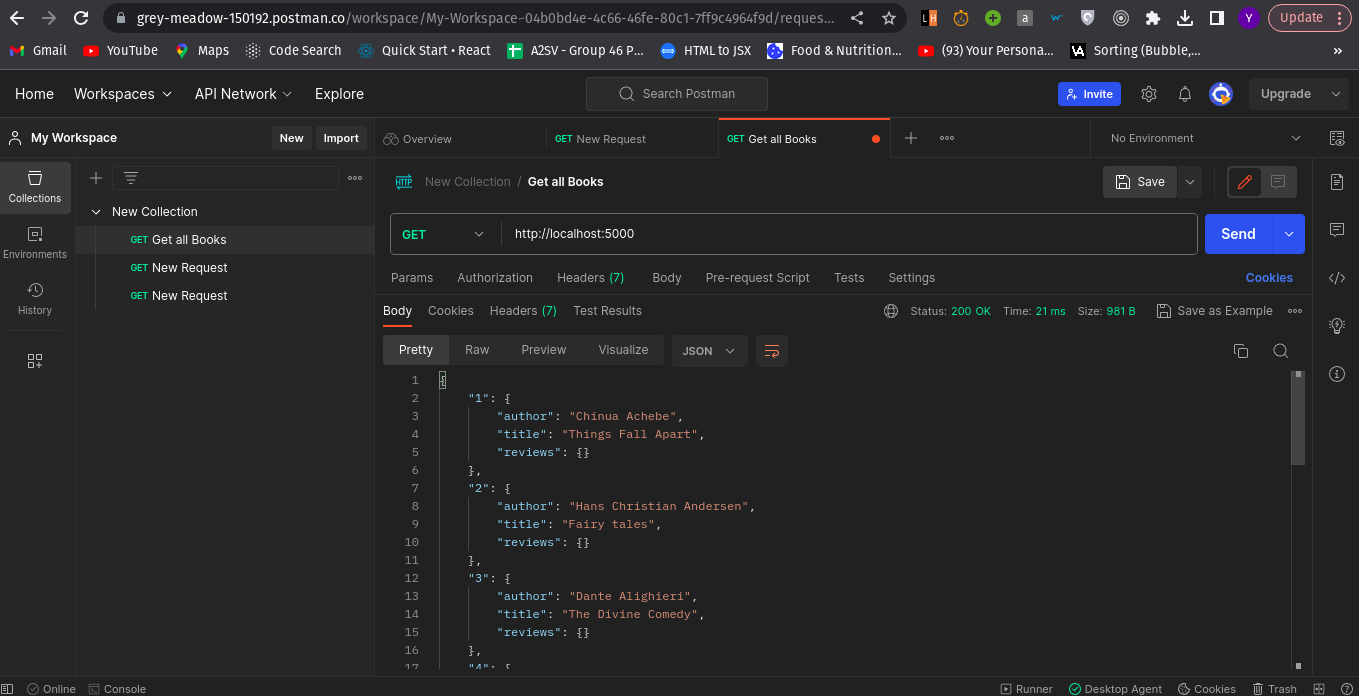 grey-meadow-150192.postman.co/workspace/My-Workspace-04b0bd4e-4c66-46fe-80c1-7ff9c4964f9d/reques...
LH a Y Update
Gmail YouTube Maps Code Search Quick Start • React A2SV - Group 46 P... HTML to JSX Food & Nutrition... (93) Your Persona... VA Sorting (Bubble,... »
Home Workspaces API Network Explore Search Postman Invite Upgrade
My Workspace New Import Overview GET New Request GET Get all Books No Environment
Collections
Environments
History
New Collection
GET Get all Books
GET New Request
GET New Request
HTTP New Collection / Get all Books Save
GET http://localhost:5000 Send
Params Authorization Headers (7) Body Pre-request Script Tests Settings Cookies
Body Cookies Headers (7) Test Results Status: 200 OK Time: 21 ms Size: 981 B Save as Example
Pretty Raw Preview Visualize JSON
1 {
2 "1": {
3 "author": "Chinua Achebe",
4 "title": "Things Fall Apart",
5 "reviews": {}
6 },
7 "2": {
8 "author": "Hans Christian Andersen",
9 "title": "Fairy tales",
10 "reviews": {}
11 },
12 "3": {
13 "author": "Dante Alighieri",
14 "title": "The Divine Comedy",
15 "reviews": {}
16 },
17 "4": {
Online Console Runner Desktop Agent Cookies Trash